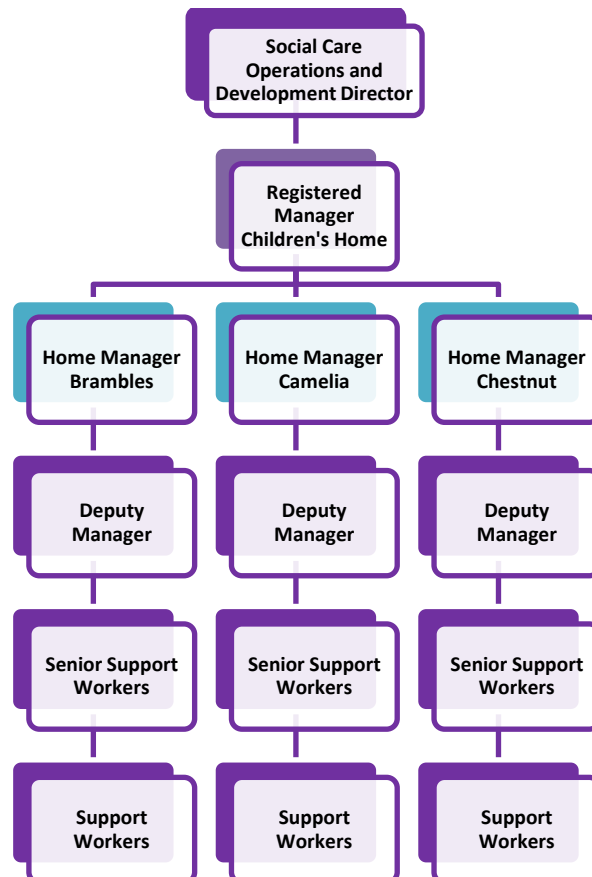 Social Care
Operations and
Development Director
Registered
Manager
Children's Home
Home Manager
Brambles
Home Manager
Camelia
Home Manager
Chestnut
Deputy
Manager
Deputy
Manager
Deputy
Manager
Senior Support
Workers
Senior Support
Workers
Senior Support
Workers
Support
Workers
Support
Workers
Support
Workers